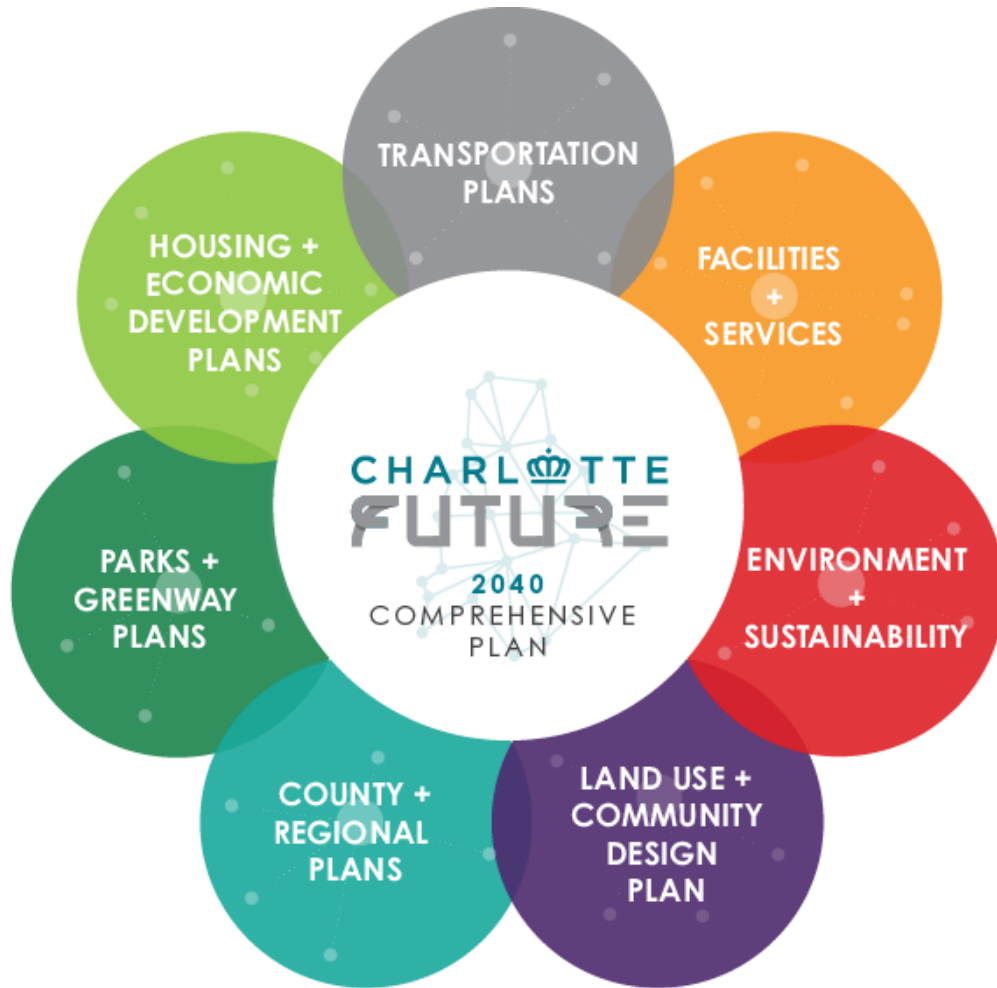 TRANSPORTATION
PLANS
FACILITIES
+
SERVICES
ENVIRONMENT
+
SUSTAINABILITY
LAND USE +
COMMUNITY
DESIGN
PLAN
COUNTY +
REGIONAL
PLANS
PARKS +
GREENWAY
PLANS
HOUSING +
ECONOMIC
DEVELOPMENT
PLANS
CHARLOTTE
FUTURE
2040
COMPREHENSIVE
PLAN